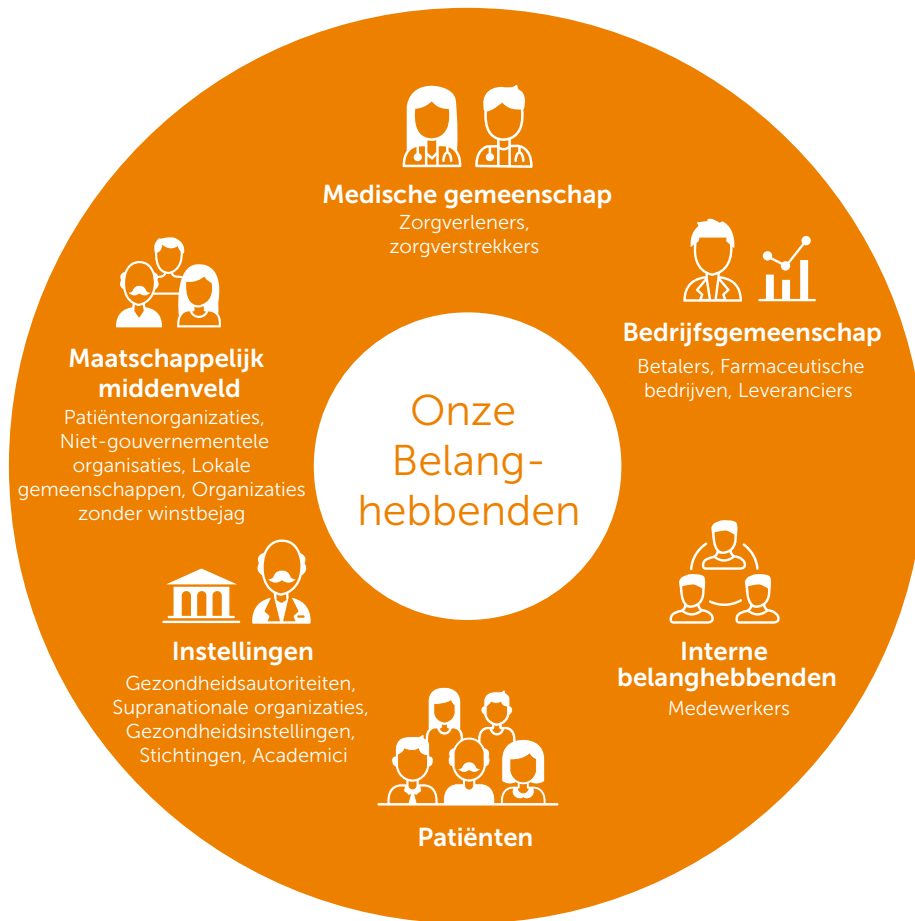 Medische gemeenschap
Zorgverleners,
zorgverstrekkers
Bedrijfsgemeenschap
Betalers, Farmaceutische
bedrijven, Leveranciers
Maatschappelijk
middenveld
Patiëntenorganizaties,
Niet-gouvernementele
organisaties, Lokale
gemeenschappen, Organizaties
zonder winstbejag
Onze
Belang-
hebbenden
Instellingen
Gezondheidsautoriteiten,
Supranationale organizaties,
Gezondheidsinstellingen,
Stichtingen, Academici
Interne
belanghebbenden
Medewerkers
Patiënten